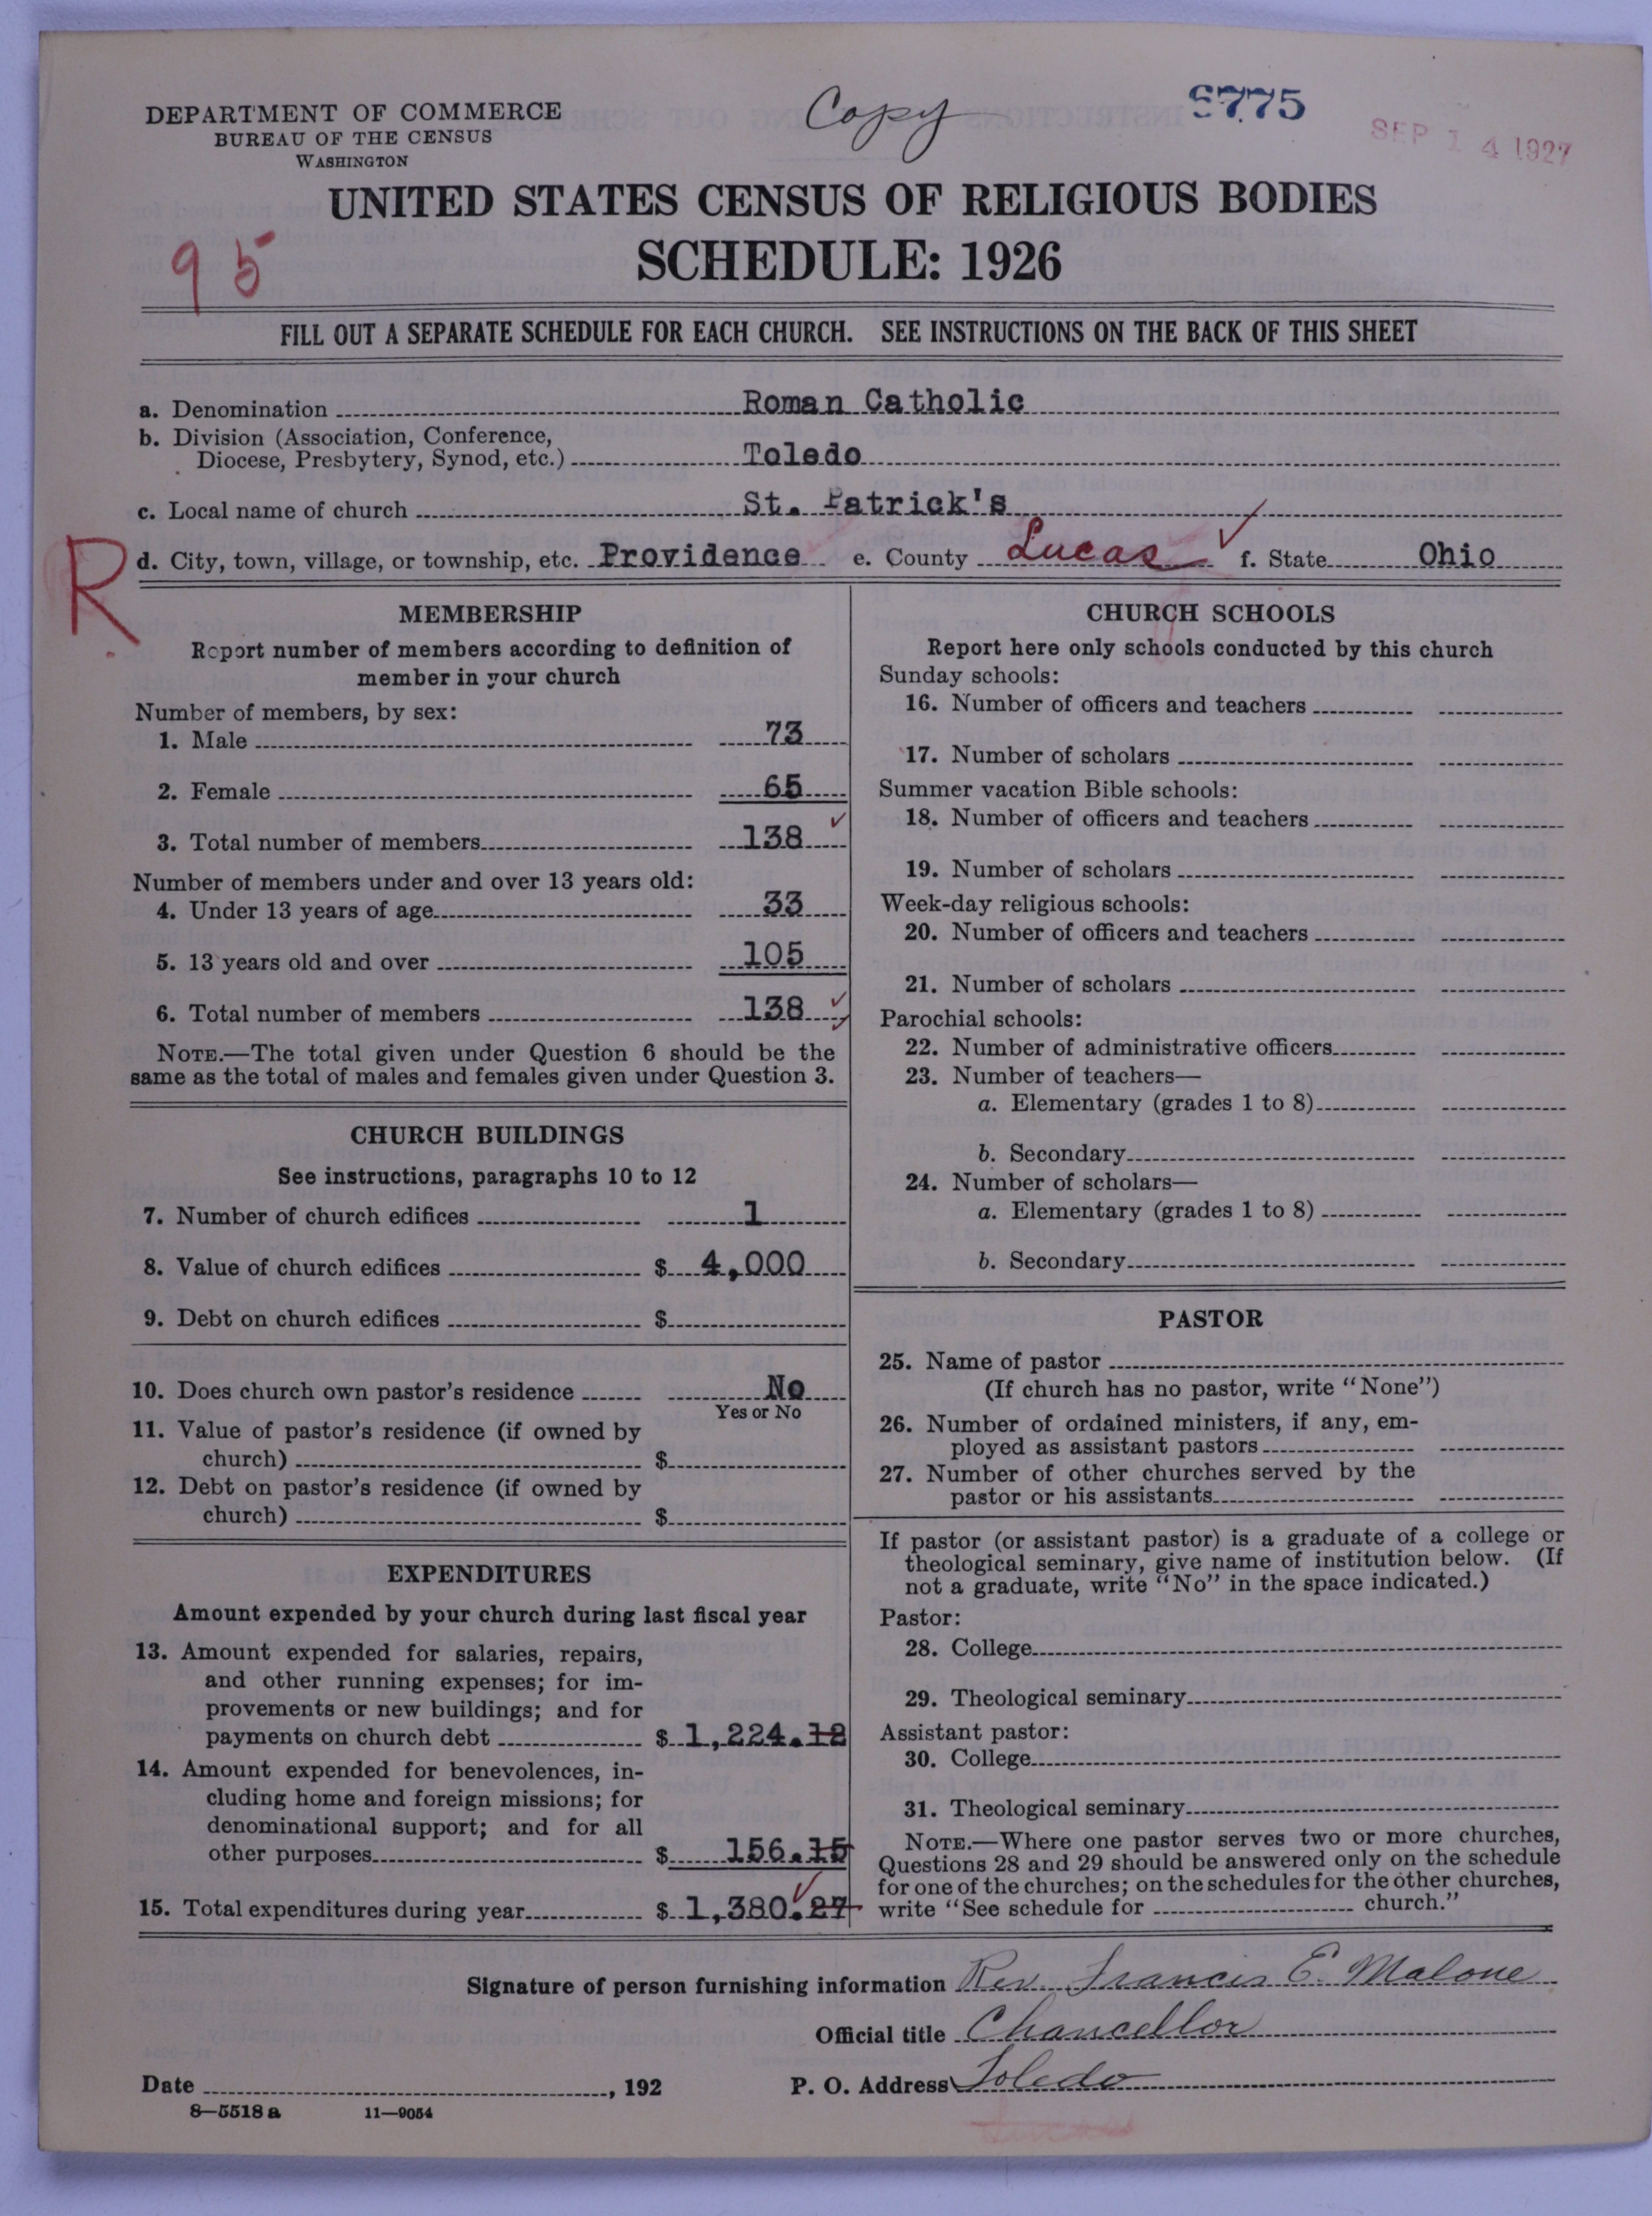 DEPARTMENT OF COMMERCE
BUREAU OF THE CENSUS
WASHINGTON
Copy
8775
SEP 14 1927
UNITED STATES CENSUS OF RELIGIOUS BODIES
SCHEDULE: 1926
95
FILL OUT A SEPARATE SCHEDULE FOR EACH CHURCH. SEE INSTRUCTIONS ON THE BACK OF THIS SHEET
a. Denomination Roman Catholic
b. Division (Association, Conference,
Diocese, Presbytery, Synod, etc.) Toledo
c. Local name of church St. Patrick's
R
d. City, town, village, or township, etc. Providence e. County Lucas f. State Ohio
MEMBERSHIP
Report number of members according to definition of
member in your church
Number of members, by sex:
1. Male 73
2. Female 65
3. Total number of members 138
Number of members under and over 13 years old:
4. Under 13 years of age 33
5. 13 years old and over 105
6. Total number of members 138
NOTE.—The total given under Question 6 should be the
same as the total of males and females given under Question 3.
CHURCH BUILDINGS
See instructions, paragraphs 10 to 12
7. Number of church edifices 1
8. Value of church edifices $ 4,000
9. Debt on church edifices $
10. Does church own pastor's residence No
Yes or No
11. Value of pastor's residence (if owned by
church) $
12. Debt on pastor's residence (if owned by
church) $
EXPENDITURES
Amount expended by your church during last fiscal year
13. Amount expended for salaries, repairs,
and other running expenses; for im-
provements or new buildings; and for
payments on church debt $ 1,224.12
14. Amount expended for benevolences, in-
cluding home and foreign missions; for
denominational support; and for all
other purposes $ 156.15
15. Total expenditures during year $ 1,380.27
CHURCH SCHOOLS
Report here only schools conducted by this church
Sunday schools:
16. Number of officers and teachers
17. Number of scholars
Summer vacation Bible schools:
18. Number of officers and teachers
19. Number of scholars
Week-day religious schools:
20. Number of officers and teachers
21. Number of scholars
Parochial schools:
22. Number of administrative officers
23. Number of teachers—
a. Elementary (grades 1 to 8)
b. Secondary
24. Number of scholars—
a. Elementary (grades 1 to 8)
b. Secondary
PASTOR
25. Name of pastor
(If church has no pastor, write "None")
26. Number of ordained ministers, if any, em-
ployed as assistant pastors
27. Number of other churches served by the
pastor or his assistants
If pastor (or assistant pastor) is a graduate of a college or
theological seminary, give name of institution below. (If
not a graduate, write "No" in the space indicated.)
Pastor:
28. College
29. Theological seminary
Assistant pastor:
30. College
31. Theological seminary
NOTE.—Where one pastor serves two or more churches,
Questions 28 and 29 should be answered only on the schedule
for one of the churches; on the schedules for the other churches,
write "See schedule for church."
Signature of person furnishing information Rev. Francis E. Malone
Official title Chancellor
Date , 192 P. O. Address Toledo
8—5518a 11—9054